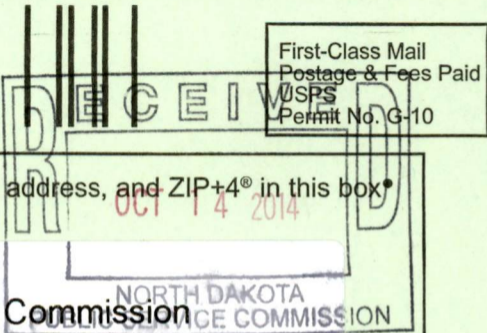 First-Class Mail
Postage & Fees Paid
USPS
Permit No. G-10
RECEIVED
address, and ZIP+4® in this box•
OCT 14 2014
NORTH DAKOTA
Commission
PUBLIC SERVICE COMMISSION